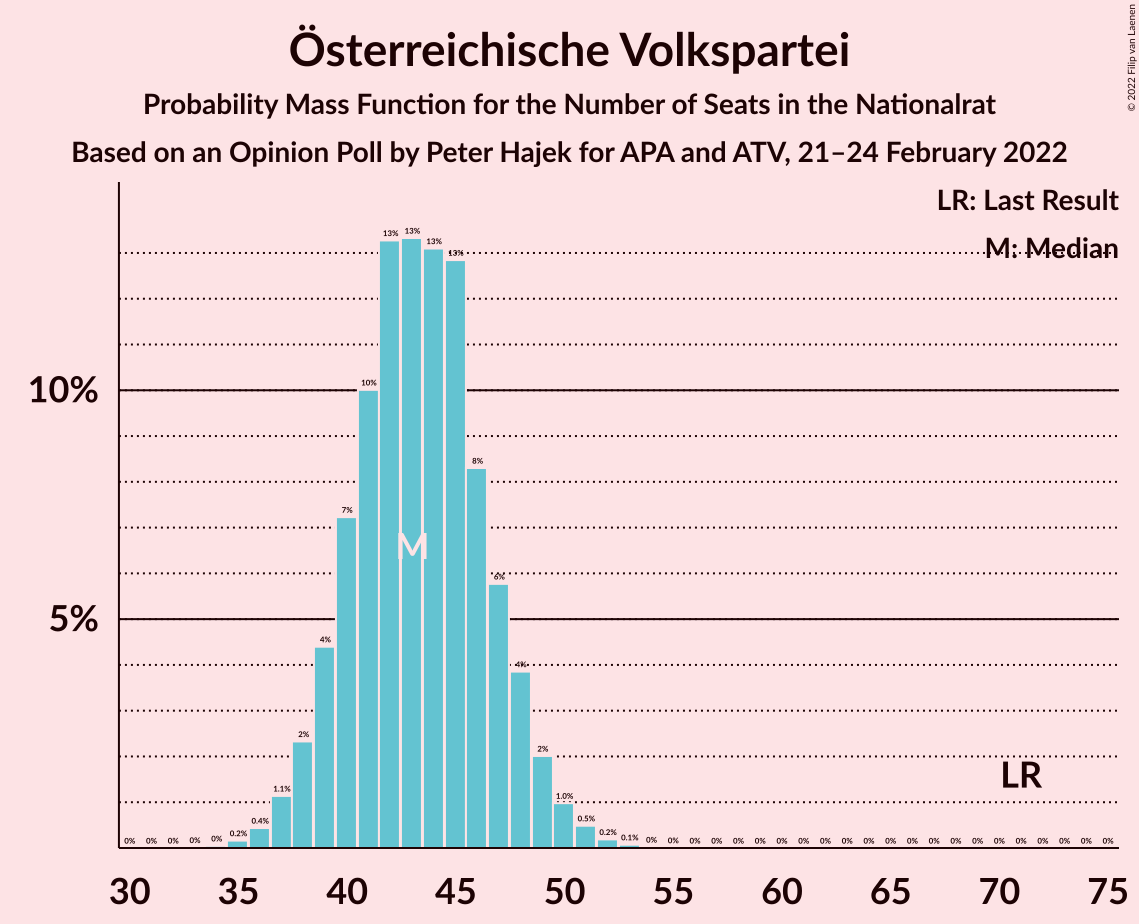 Österreichische Volkspartei
Probability Mass Function for the Number of Seats in the Nationalrat
Based on an Opinion Poll by Peter Hajek for APA and ATV, 21–24 February 2022
© 2022 Filip van Laenen
LR: Last Result
M: Median
10%
5%
0% 0% 0% 0% 0% 0.2% 0.4% 1.1% 2% 4% 7% 10% 13% 13% 13% 13% 8% 6% 4% 2% 1.0% 0.5% 0.2% 0.1% 0% 0% 0% 0% 0% 0% 0% 0% 0% 0% 0% 0% 0% 0% 0% 0% 0% 0% 0% 0% 0% 0%
M
LR
30 35 40 45 50 55 60 65 70 75